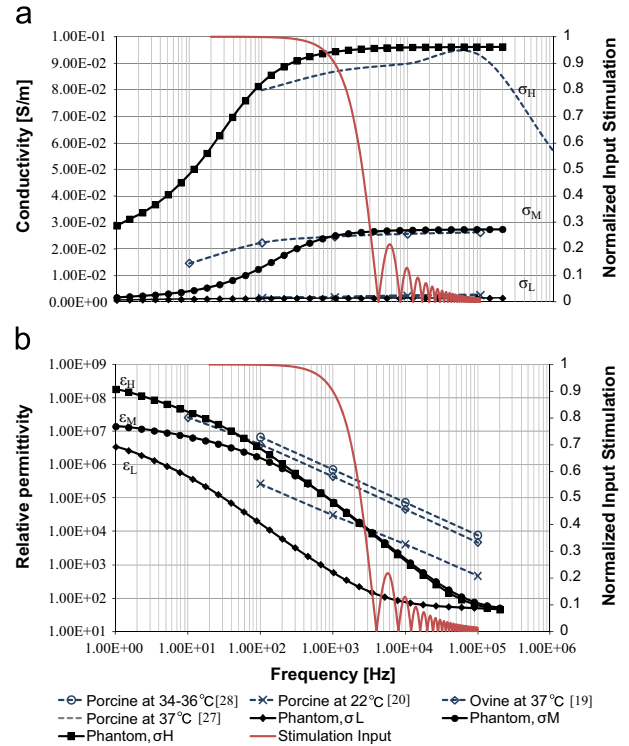 a
1.00E-01
9.00E-02
8.00E-02
7.00E-02
6.00E-02
5.00E-02
4.00E-02
3.00E-02
2.00E-02
1.00E-02
0.00E+00
Conductivity [S/m]
σH
σM
σL
1
0.9
0.8
0.7
0.6
0.5
0.4
0.3
0.2
0.1
0
Normalized Input Stimulation
b
1.00E+09
1.00E+08
1.00E+07
1.00E+06
1.00E+05
1.00E+04
1.00E+03
1.00E+02
1.00E+01
Relative permittivity
εH
εM
εL
1
0.9
0.8
0.7
0.6
0.5
0.4
0.3
0.2
0.1
0
Normalized Input Stimulation
1.00E+00 1.00E+01 1.00E+02 1.00E+03 1.00E+04 1.00E+05 1.00E+06
Frequency [Hz]
Porcine at 34-36°C [28] Porcine at 22°C [20] Ovine at 37°C [19]
Porcine at 37°C [27] Phantom, σL Phantom, σM
Phantom, σH Stimulation Input